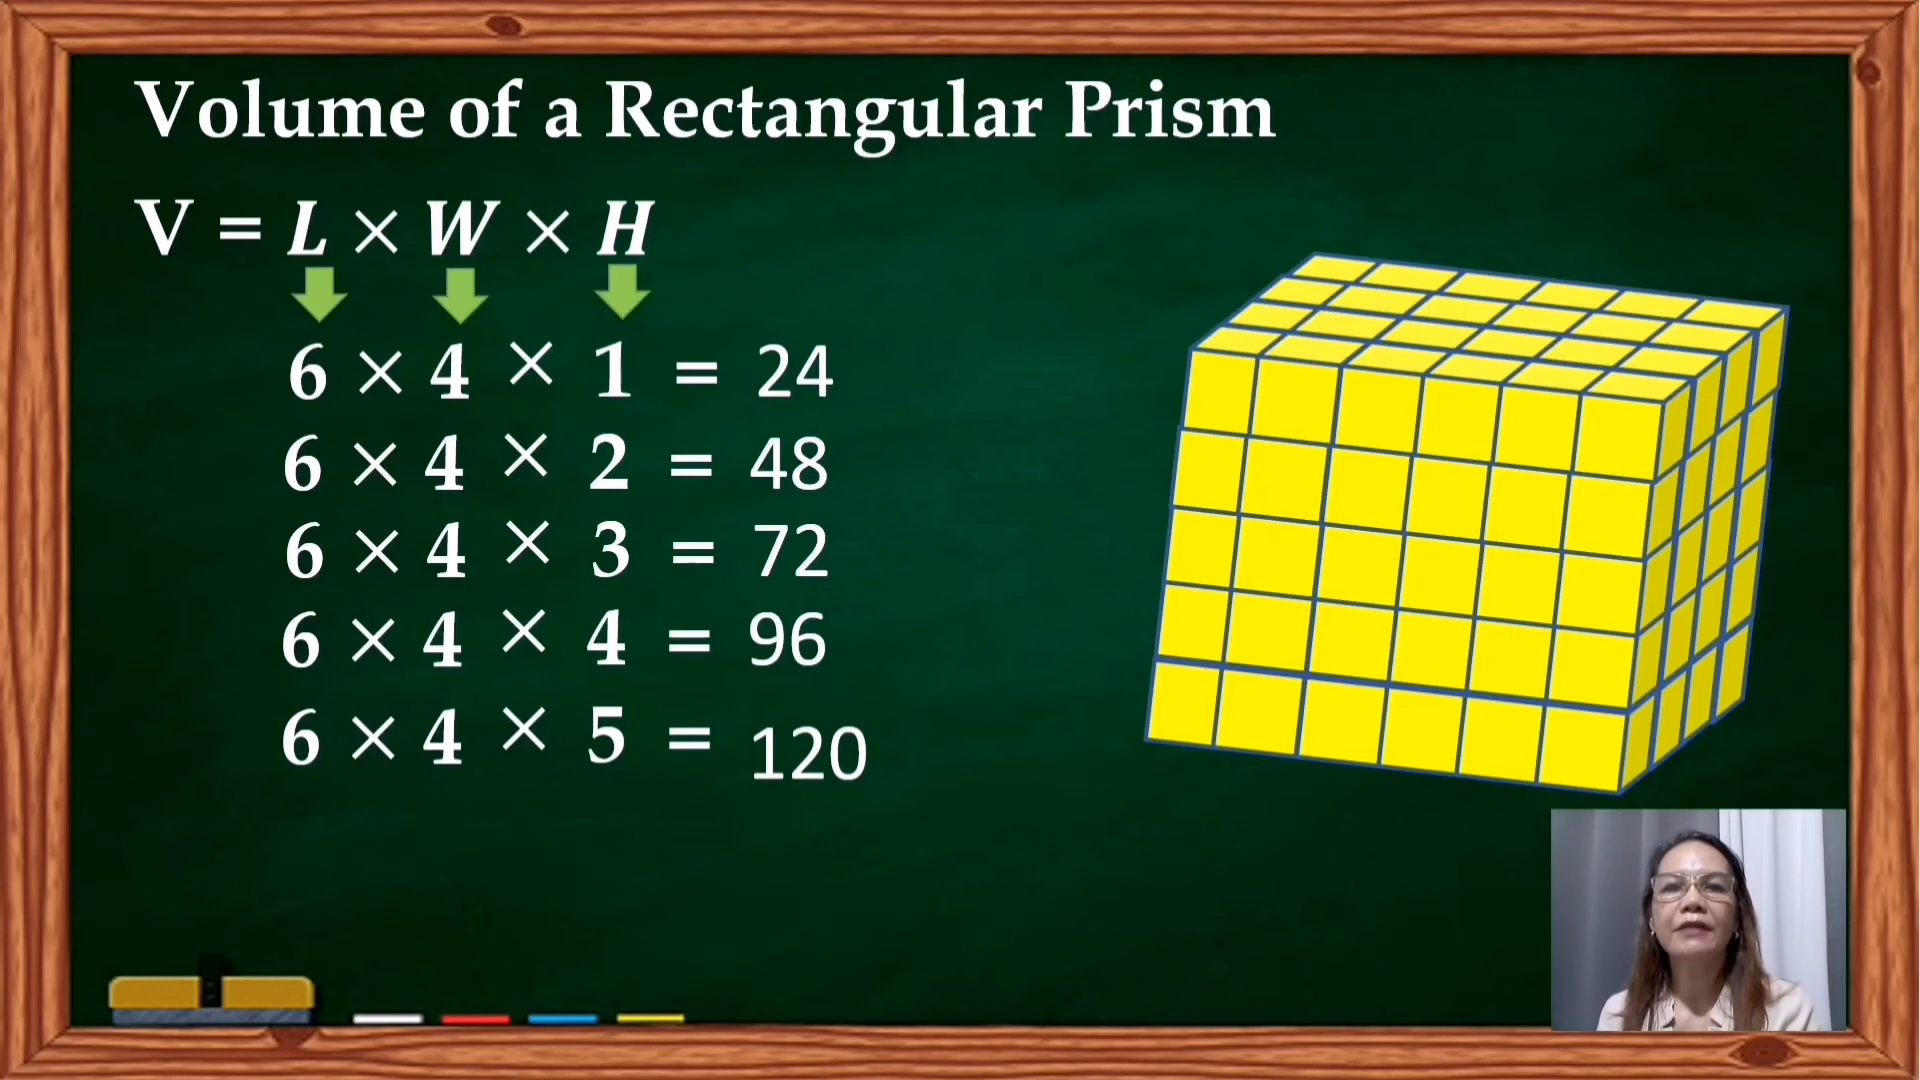 Volume of a Rectangular Prism
V = L × W × H
6 × 4 × 1 = 24
6 × 4 × 2 = 48
6 × 4 × 3 = 72
6 × 4 × 4 = 96
6 × 4 × 5 = 120